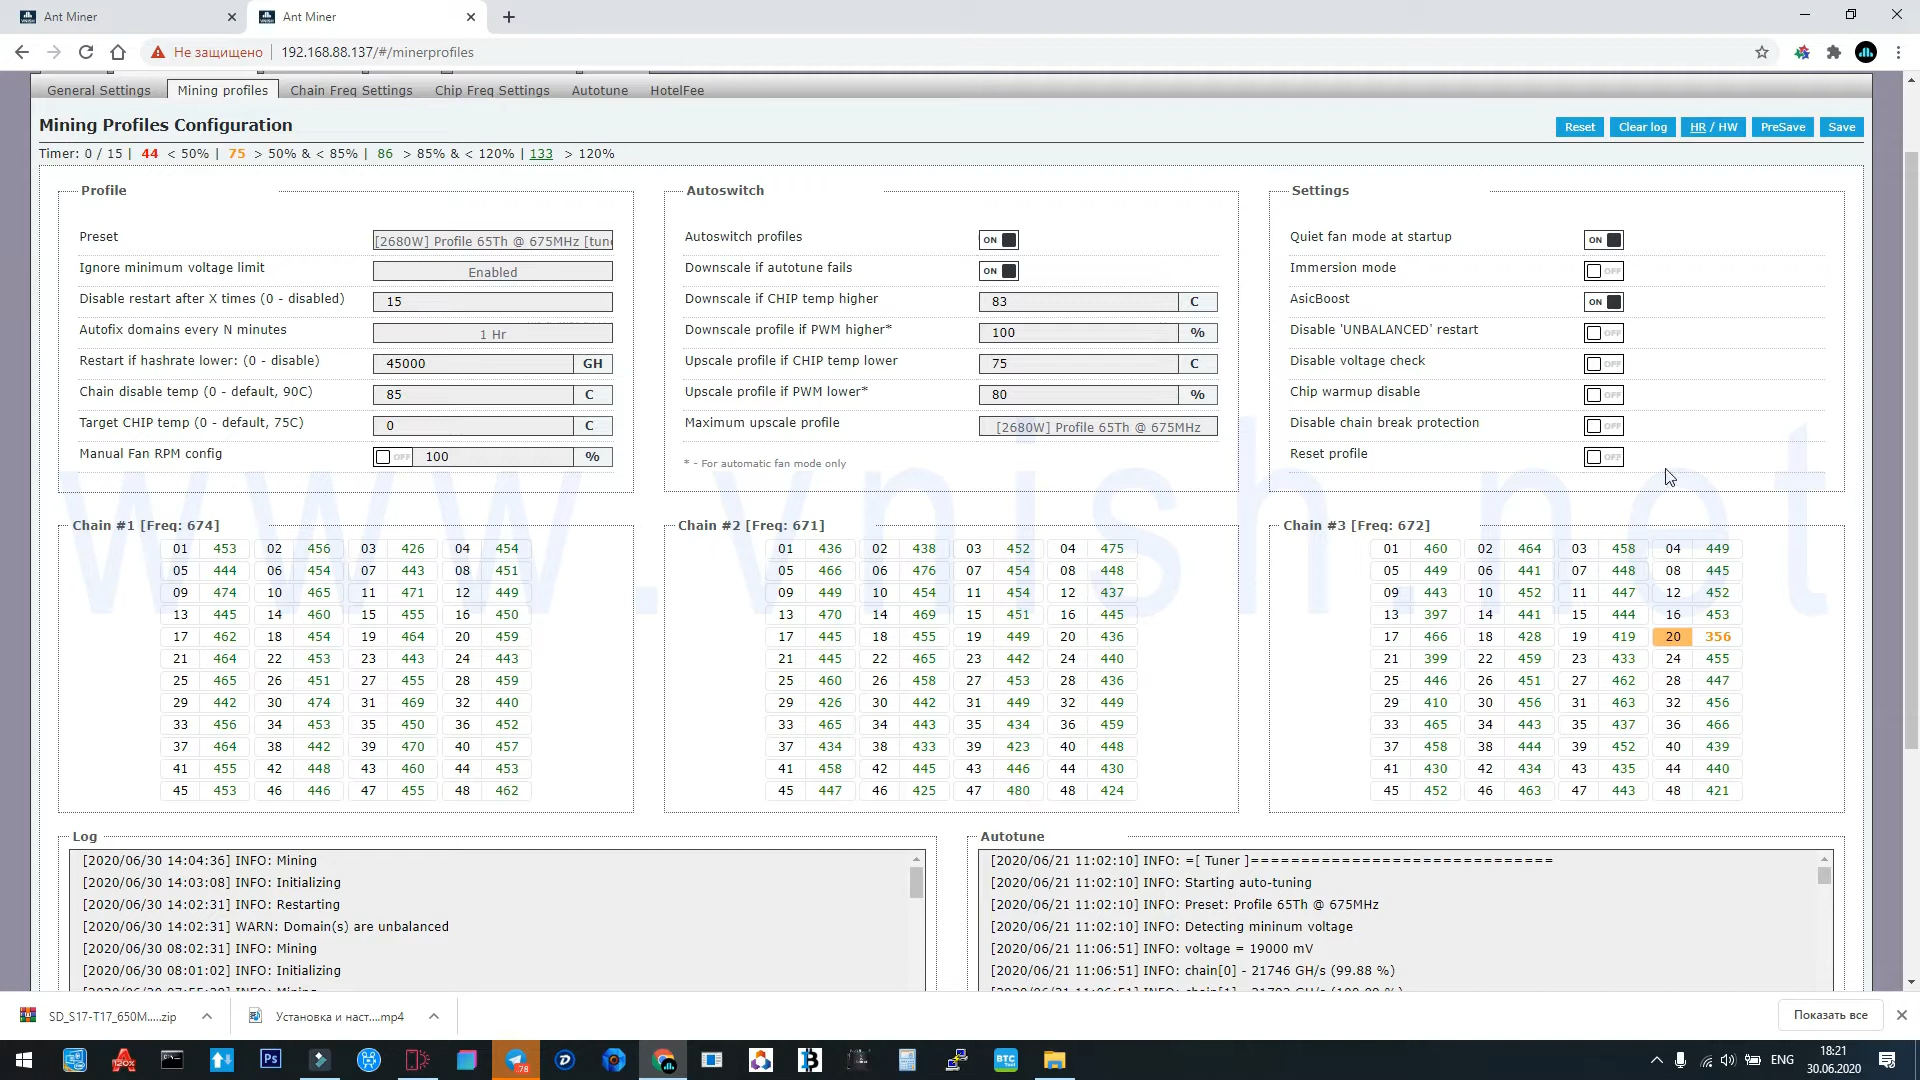 Ant Miner
Ant Miner
Не защищено
192.168.88.137/#/minerprofiles
General Settings
Mining profiles
Chain Freq Settings
Chip Freq Settings
Autotune
HotelFee
Mining Profiles Configuration
Reset
Clear log
HR / HW
PreSave
Save
Timer: 0 / 15 | 44 < 50% | 75 > 50% & < 85% | 86 > 85% & < 120% | 133 > 120%
Profile
Preset [2680W] Profile 65Th @ 675MHz [tun
Ignore minimum voltage limit Enabled
Disable restart after X times (0 - disabled) 15
Autofix domains every N minutes 1 Hr
Restart if hashrate lower: (0 - disable) 45000 GH
Chain disable temp (0 - default, 90C) 85 C
Target CHIP temp (0 - default, 75C) 0 C
Manual Fan RPM config OFF 100 %
Autoswitch
Autoswitch profiles ON
Downscale if autotune fails ON
Downscale if CHIP temp higher 83 C
Downscale profile if PWM higher* 100 %
Upscale profile if CHIP temp lower 75 C
Upscale profile if PWM lower* 80 %
Maximum upscale profile [2680W] Profile 65Th @ 675MHz
* - For automatic fan mode only
Settings
Quiet fan mode at startup ON
Immersion mode OFF
AsicBoost ON
Disable 'UNBALANCED' restart OFF
Disable voltage check OFF
Chip warmup disable OFF
Disable chain break protection OFF
Reset profile OFF
www.vnish.net
Chain #1 [Freq: 674]
01 453 02 456 03 426 04 454
05 444 06 454 07 443 08 451
09 474 10 465 11 471 12 449
13 445 14 460 15 455 16 450
17 462 18 454 19 464 20 459
21 464 22 453 23 443 24 443
25 465 26 451 27 455 28 459
29 442 30 474 31 469 32 440
33 456 34 453 35 450 36 452
37 464 38 442 39 470 40 457
41 455 42 448 43 460 44 453
45 453 46 446 47 455 48 462
Chain #2 [Freq: 671]
01 436 02 438 03 452 04 475
05 466 06 476 07 454 08 448
09 449 10 454 11 454 12 437
13 470 14 469 15 451 16 445
17 445 18 455 19 449 20 436
21 445 22 465 23 442 24 440
25 460 26 458 27 453 28 436
29 426 30 442 31 449 32 449
33 465 34 443 35 434 36 459
37 434 38 433 39 423 40 448
41 458 42 445 43 446 44 430
45 447 46 425 47 480 48 424
Chain #3 [Freq: 672]
01 460 02 464 03 458 04 449
05 449 06 441 07 448 08 445
09 443 10 452 11 447 12 452
13 397 14 441 15 444 16 453
17 466 18 428 19 419 20 356
21 399 22 459 23 433 24 455
25 446 26 451 27 462 28 447
29 410 30 456 31 463 32 456
33 465 34 443 35 437 36 466
37 458 38 444 39 452 40 439
41 430 42 434 43 435 44 440
45 452 46 463 47 443 48 421
Log
[2020/06/30 14:04:36] INFO: Mining
[2020/06/30 14:03:08] INFO: Initializing
[2020/06/30 14:02:31] INFO: Restarting
[2020/06/30 14:02:31] WARN: Domain(s) are unbalanced
[2020/06/30 08:02:31] INFO: Mining
[2020/06/30 08:01:02] INFO: Initializing
Autotune
[2020/06/21 11:02:10] INFO: =[ Tuner ]==============================
[2020/06/21 11:02:10] INFO: Starting auto-tuning
[2020/06/21 11:02:10] INFO: Preset: Profile 65Th @ 675MHz
[2020/06/21 11:02:10] INFO: Detecting mininum voltage
[2020/06/21 11:06:51] INFO: voltage = 19000 mV
[2020/06/21 11:06:51] INFO: chain[0] - 21746 GH/s (99.88 %)
SD_S17-T17_650M.....zip
Установка и наст....mp4
Показать все
120%
Ps
78
BTC
ENG
18:21
30.06.2020